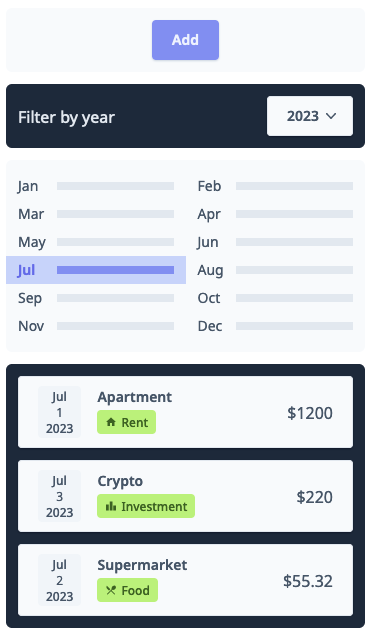 Add
Filter by year
2023
Jan
Feb
Mar
Apr
May
Jun
Jul
Aug
Sep
Oct
Nov
Dec
Jul
1
2023
Apartment
Rent
$1200
Jul
3
2023
Crypto
Investment
$220
Jul
2
2023
Supermarket
Food
$55.32